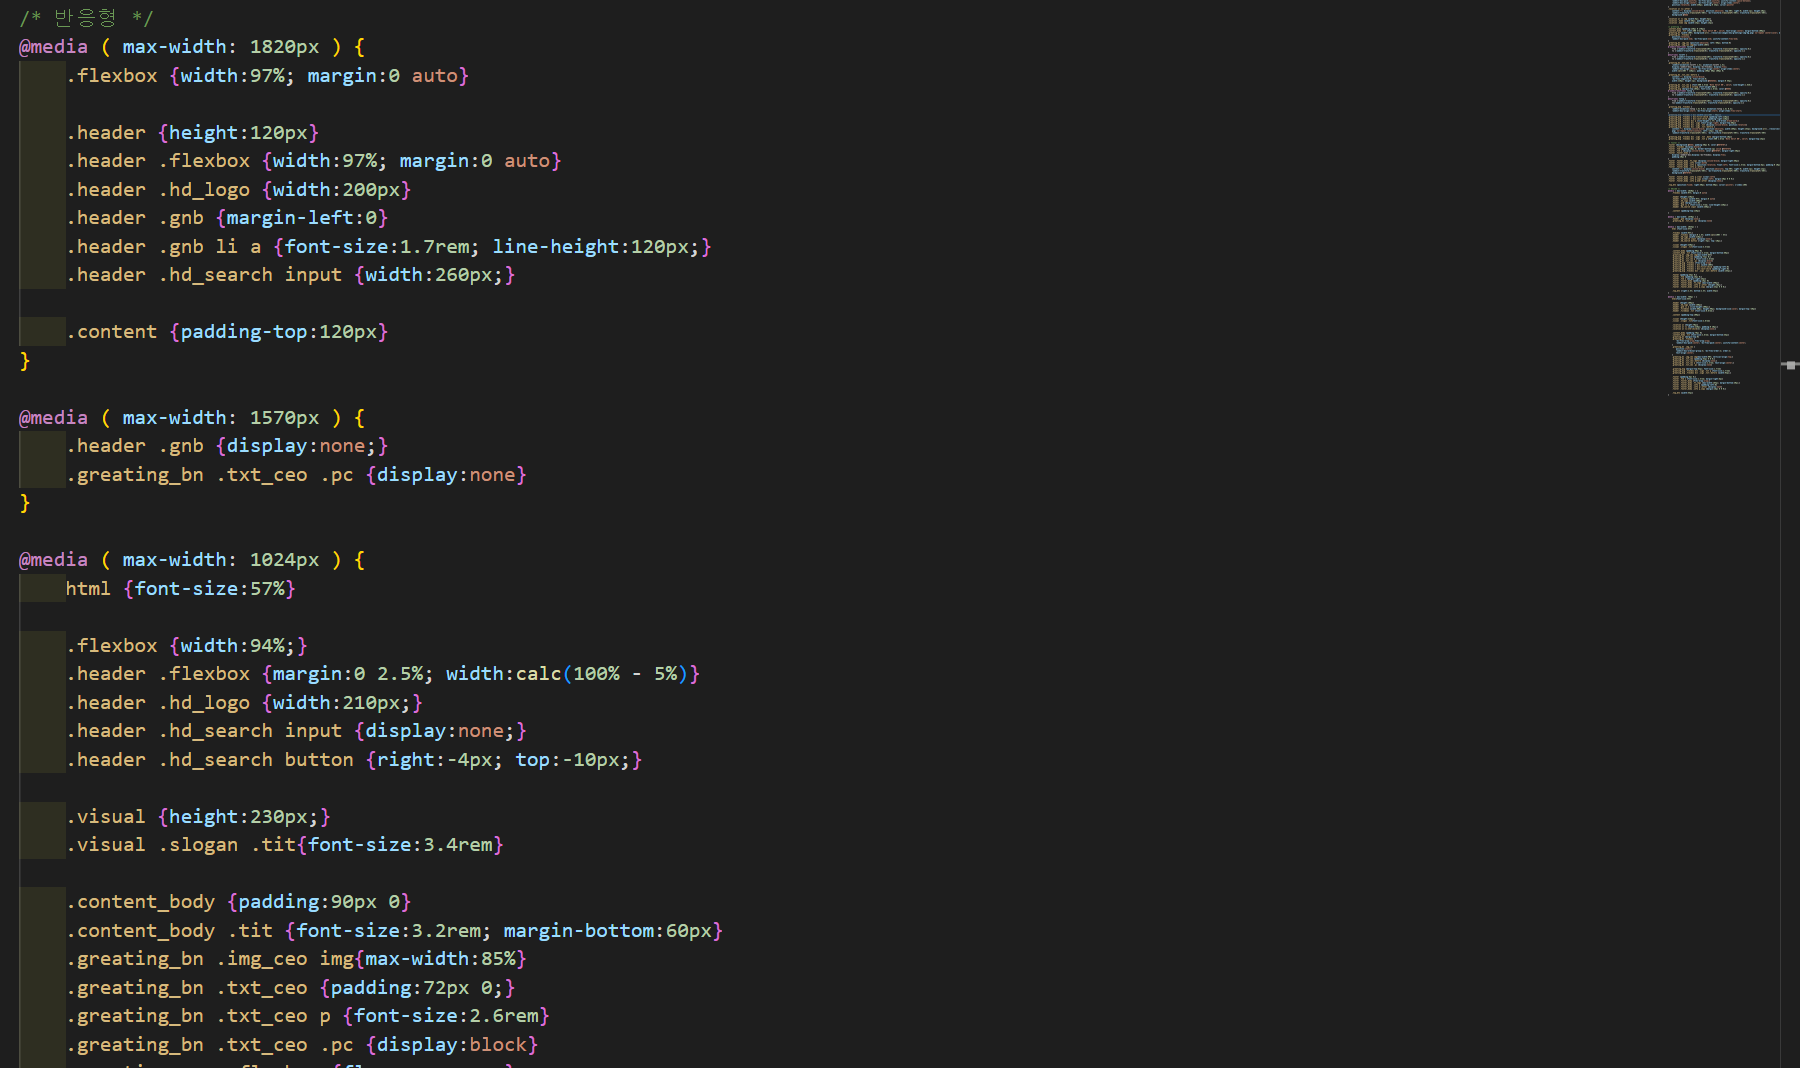 /* 반응형 */
@media ( max-width: 1820px ) {
    .flexbox {width:97%; margin:0 auto}

    .header {height:120px}
    .header .flexbox {width:97%; margin:0 auto}
    .header .hd_logo {width:200px}
    .header .gnb {margin-left:0}
    .header .gnb li a {font-size:1.7rem; line-height:120px;}
    .header .hd_search input {width:260px;}

    .content {padding-top:120px}
}

@media ( max-width: 1570px ) {
    .header .gnb {display:none;}
    .greating_bn .txt_ceo .pc {display:none}
}

@media ( max-width: 1024px ) {
    html {font-size:57%}

    .flexbox {width:94%;}
    .header .flexbox {margin:0 2.5%; width:calc(100% - 5%)}
    .header .hd_logo {width:210px;}
    .header .hd_search input {display:none;}
    .header .hd_search button {right:-4px; top:-10px;}

    .visual {height:230px;}
    .visual .slogan .tit{font-size:3.4rem}

    .content_body {padding:90px 0}
    .content_body .tit {font-size:3.2rem; margin-bottom:60px}
    .greating_bn .img_ceo img{max-width:85%}
    .greating_bn .txt_ceo {padding:72px 0;}
    .greating_bn .txt_ceo p {font-size:2.6rem}
    .greating_bn .txt_ceo .pc {display:block}